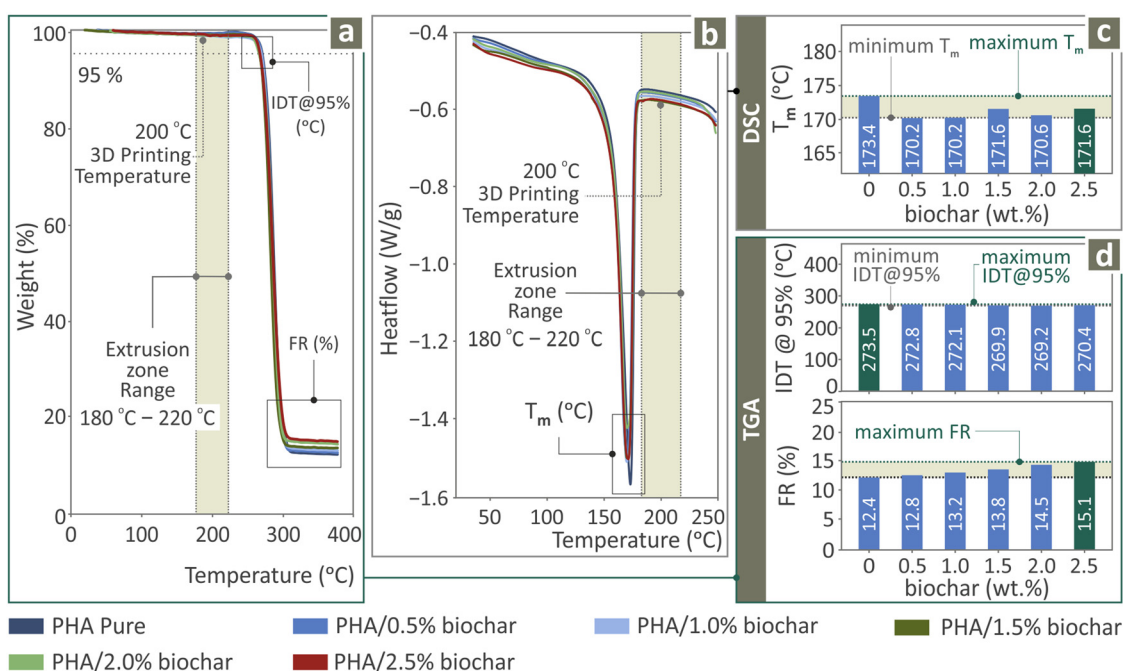 a
100
80
60
40
20
0
Weight (%)
95 %
IDT@95%
(°C)
200 °C
3D Printing
Temperature
Extrusion
zone
Range
180 °C – 220 °C
FR (%)
0
100
200
300
400
Temperature (°C)
b
−0.4
−0.6
−0.8
−1.0
−1.2
−1.4
−1.6
Heatflow (W/g)
200 °C
3D Printing
Temperature
Extrusion
zone
Range
180 °C – 220 °C
Tm (°C)
50
100
150
200
250
Temperature (°C)
DSC
c
180
175
170
165
Tm (°C)
minimum Tm
maximum Tm
173.4
170.2
170.2
171.6
170.6
171.6
0
0.5
1.0
1.5
2.0
2.5
biochar (wt.%)
TGA
d
400
300
200
100
0
IDT @ 95% (°C)
minimum
IDT@95%
maximum
IDT@95%
273.5
272.8
272.1
269.9
269.2
270.4
25
20
15
10
5
0
FR (%)
maximum FR
12.4
12.8
13.2
13.8
14.5
15.1
0
0.5
1.0
1.5
2.0
2.5
biochar (wt.%)
PHA Pure
PHA/0.5% biochar
PHA/1.0% biochar
PHA/1.5% biochar
PHA/2.0% biochar
PHA/2.5% biochar